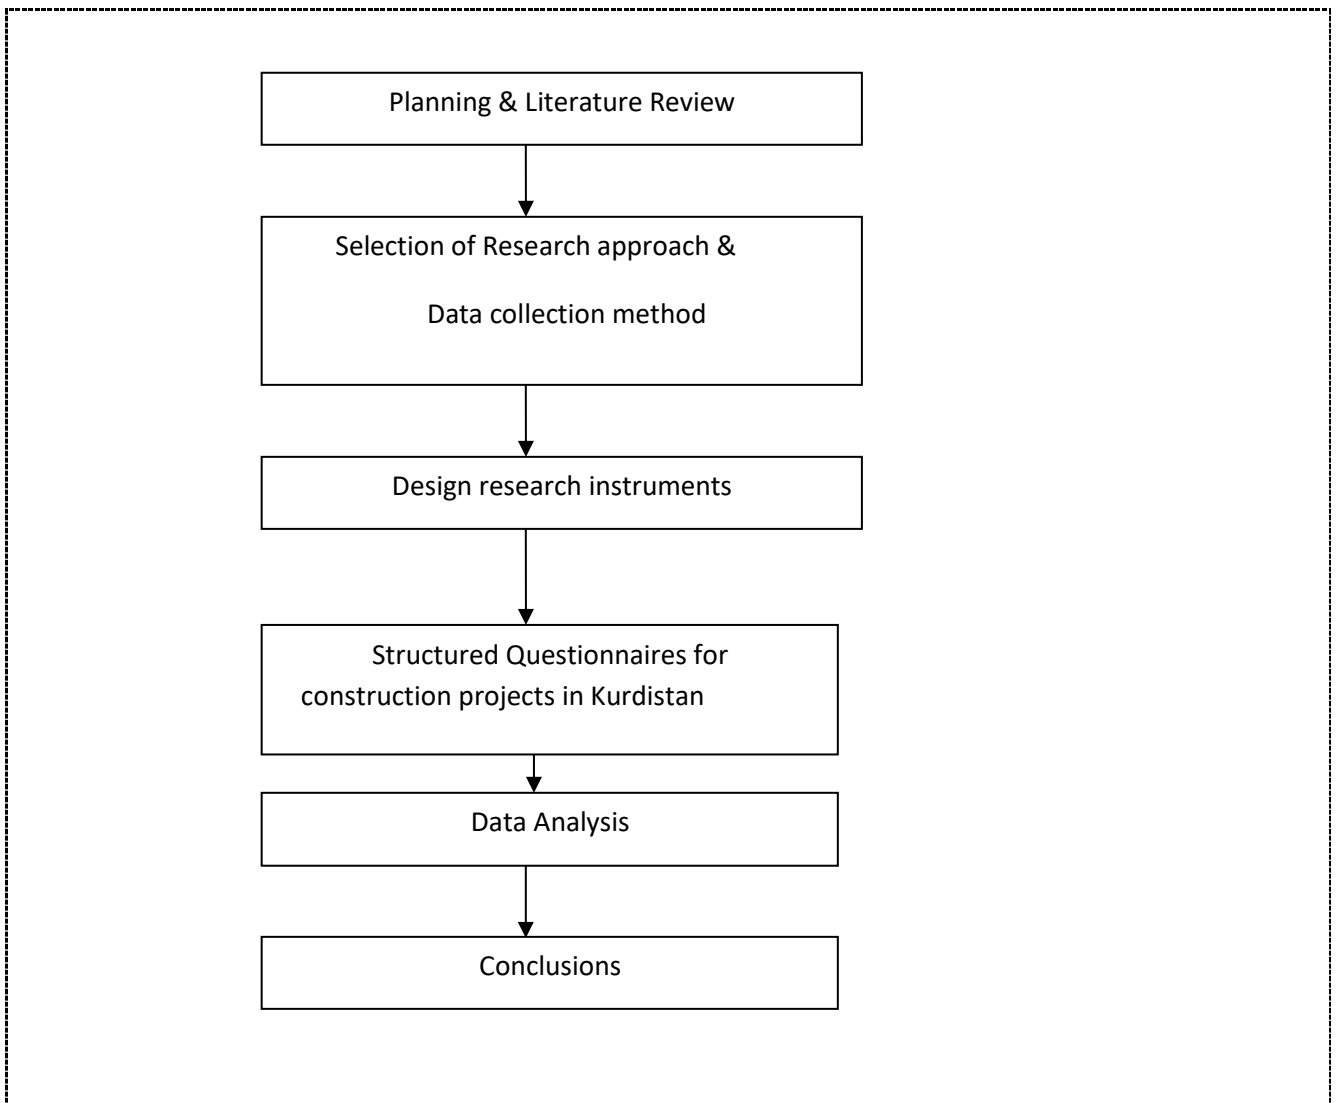 Planning & Literature Review
Selection of Research approach &
Data collection method
Design research instruments
Structured Questionnaires for
construction projects in Kurdistan
Data Analysis
Conclusions